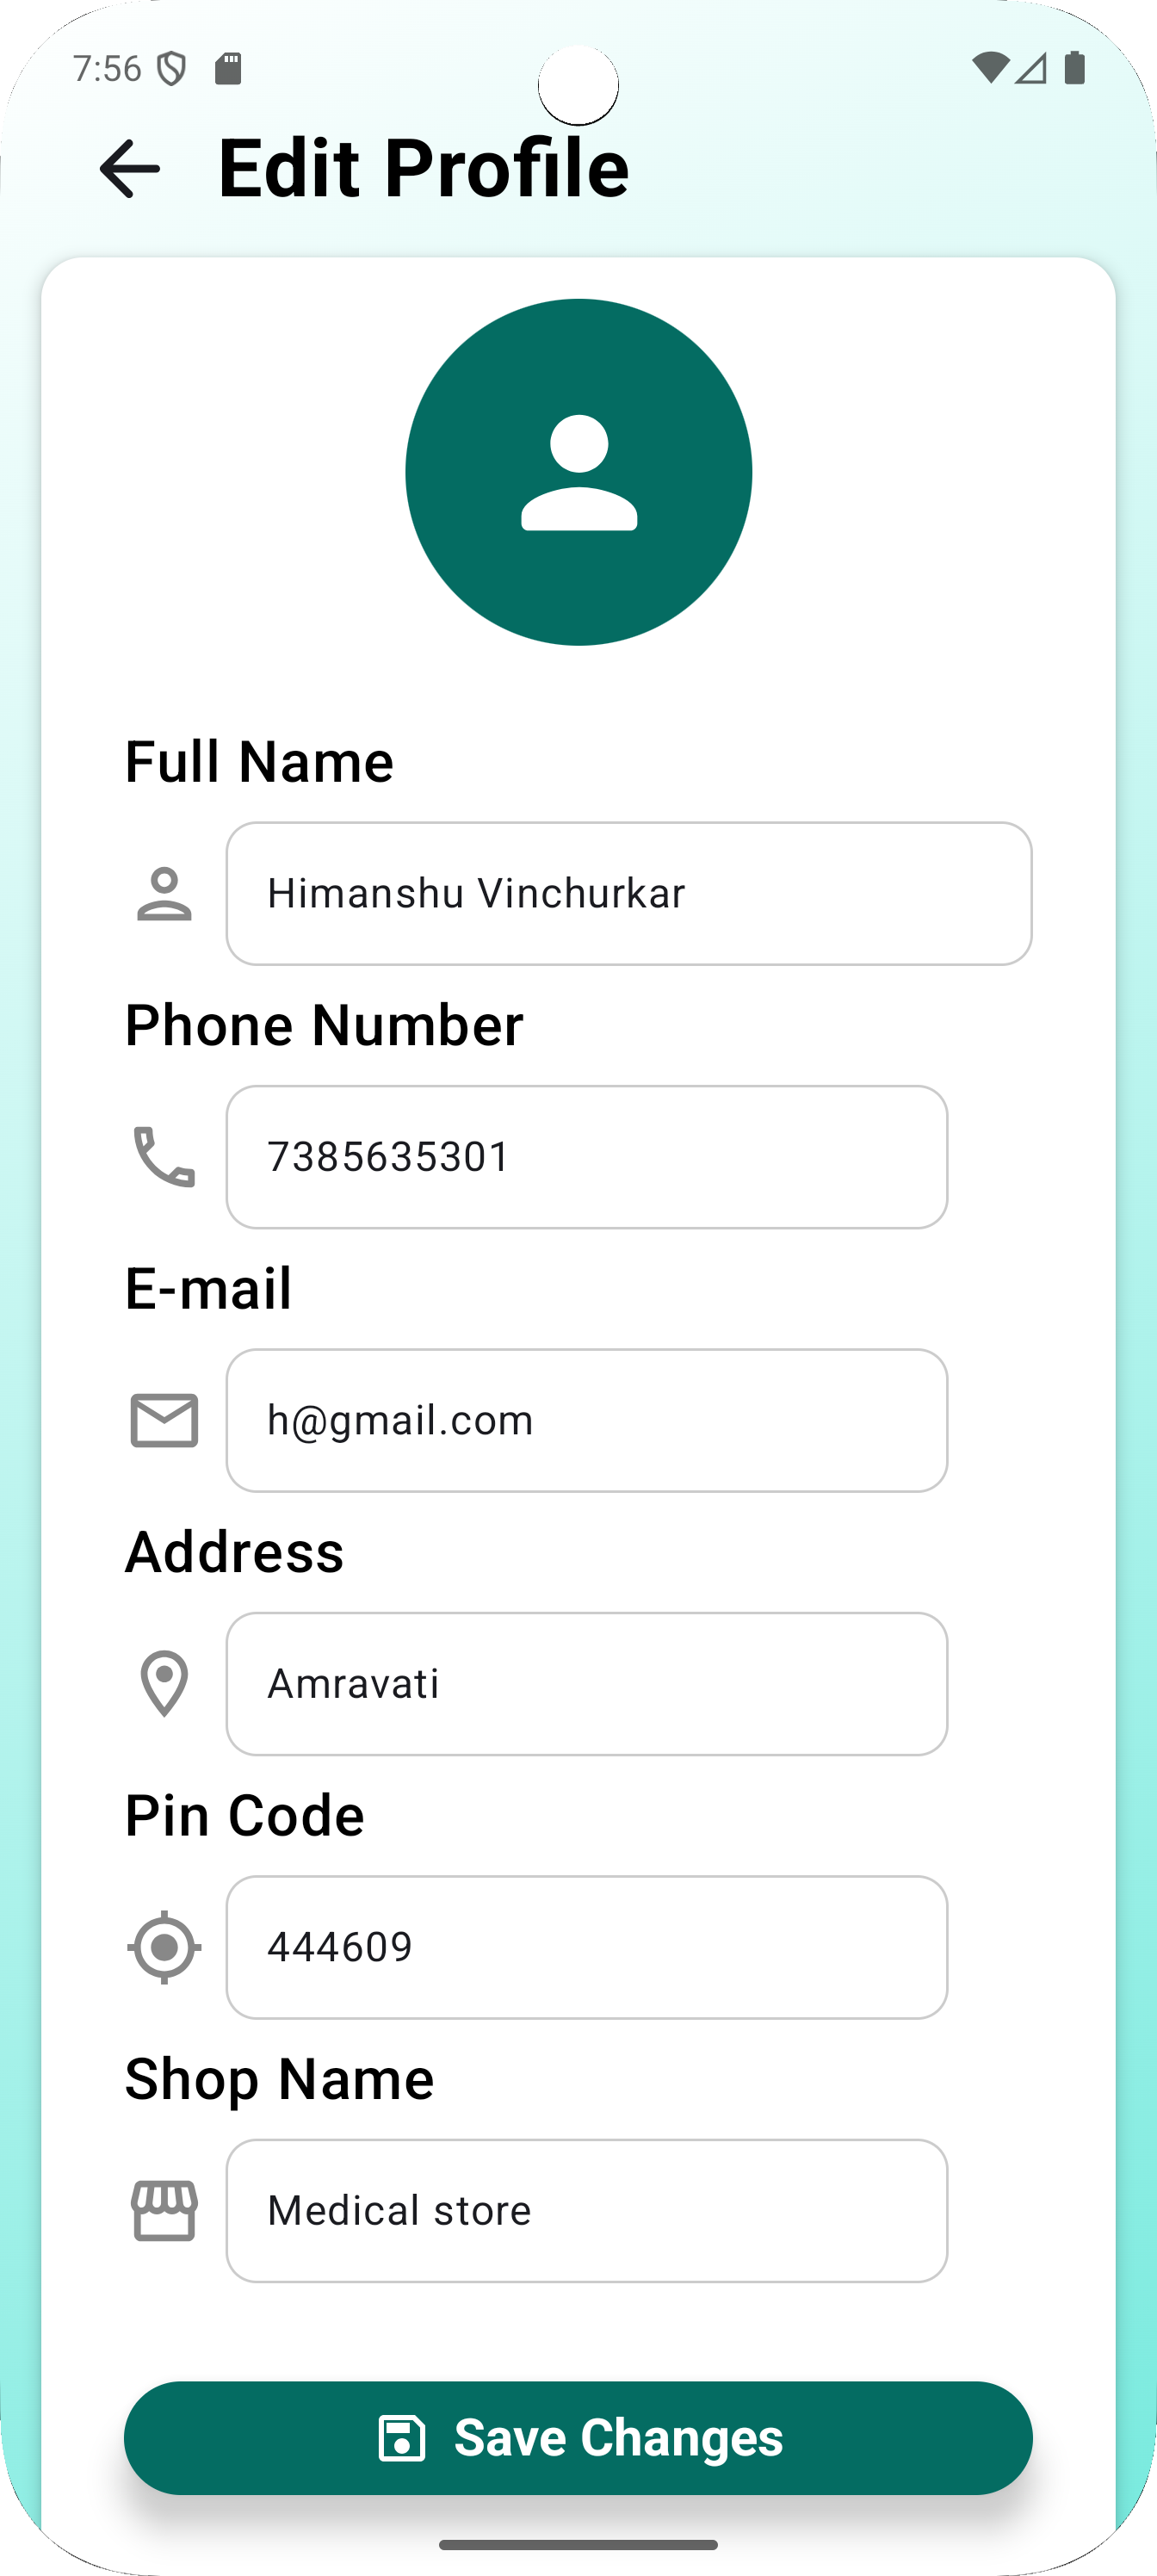 7:56
Edit Profile
Full Name
Himanshu Vinchurkar
Phone Number
7385635301
E-mail
h@gmail.com
Address
Amravati
Pin Code
444609
Shop Name
Medical store
Save Changes